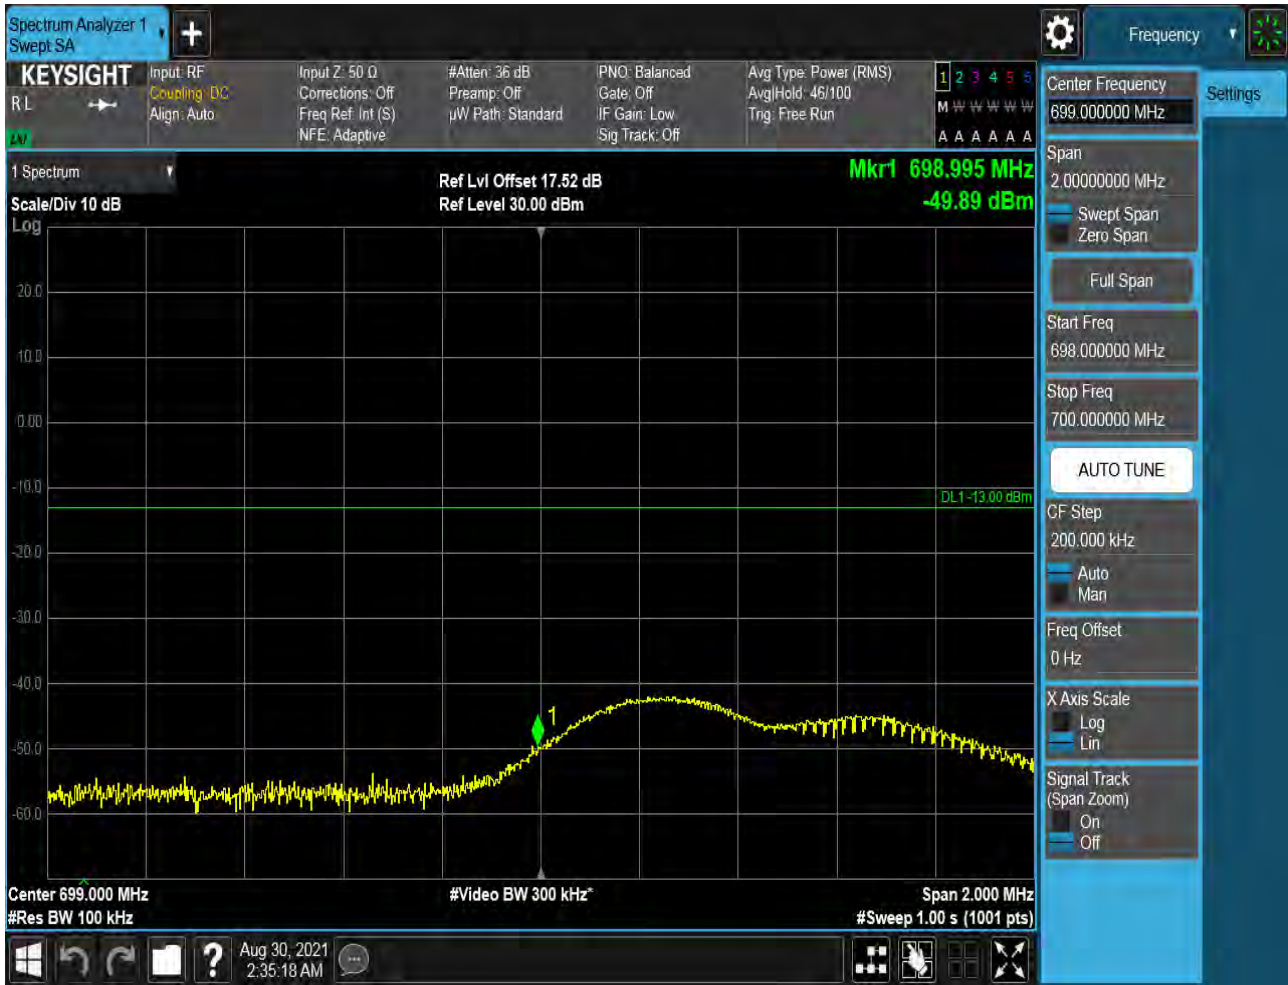 Spectrum Analyzer 1
Swept SA
+
Frequency
KEYSIGHT
R L
Input: RF
Coupling: DC
Align: Auto
Input Z: 50 Ω
Corrections: Off
Freq Ref: Int (S)
NFE: Adaptive
#Atten: 36 dB
Preamp: Off
µW Path: Standard
PNO: Balanced
Gate: Off
IF Gain: Low
Sig Track: Off
Avg Type: Power (RMS)
Avg|Hold: 46/100
Trig: Free Run
1 2 3 4 5 6
M W W W W W
A A A A A A
1 Spectrum
Scale/Div 10 dB
Log
Ref Lvl Offset 17.52 dB
Ref Level 30.00 dBm
Mkr1 698.995 MHz
-49.89 dBm
20.0
10.0
0.00
-10.0
DL1 -13.00 dBm
-20.0
-30.0
-40.0
1
-50.0
-60.0
Center 699.000 MHz
#Res BW 100 kHz
#Video BW 300 kHz*
Span 2.000 MHz
#Sweep 1.00 s (1001 pts)
Center Frequency
699.000000 MHz
Settings
Span
2.00000000 MHz
Swept Span
Zero Span
Full Span
Start Freq
698.000000 MHz
Stop Freq
700.000000 MHz
AUTO TUNE
CF Step
200.000 kHz
Auto
Man
Freq Offset
0 Hz
X Axis Scale
Log
Lin
Signal Track
(Span Zoom)
On
Off
?
Aug 30, 2021
2:35:18 AM